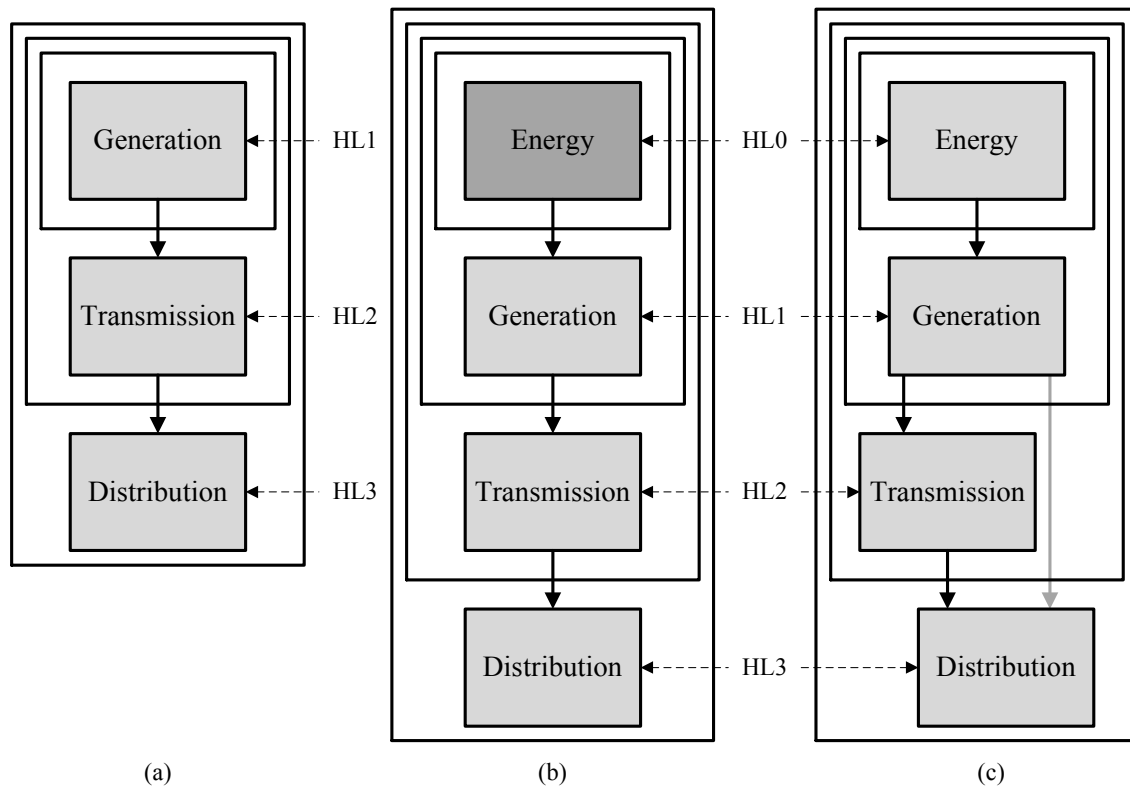 Generation
HL1
Energy
HL0
Energy
Transmission
HL2
Generation
HL1
Generation
Distribution
HL3
Transmission
HL2
Transmission
Distribution
HL3
Distribution
(a)
(b)
(c)